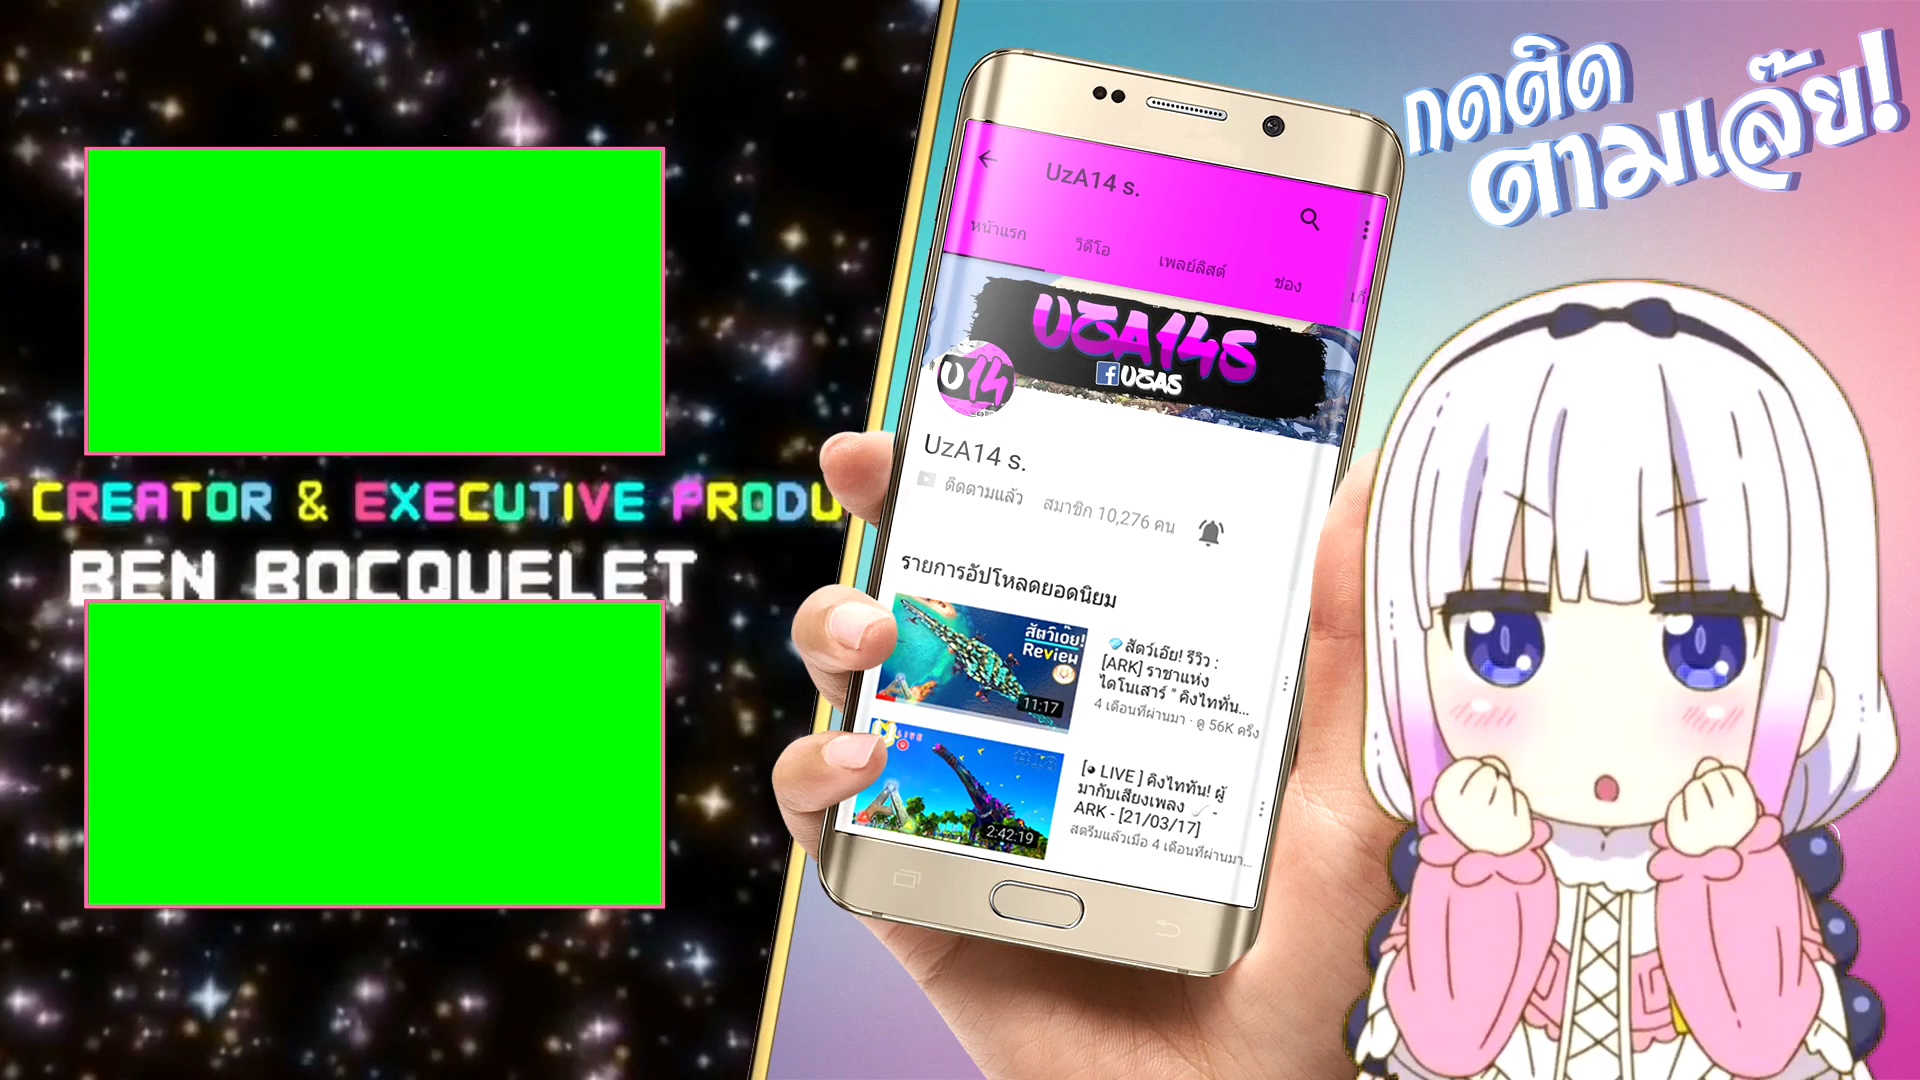 CREATOR & EXECUTIVE PRODU
BEN BOCQUELET
กดติด
ตามเล๊ย!
UzA14 ร.
หน้าแรก
วิดีโอ
เพลย์ลิสต์
ช่อง
เกี่
UZA14S
f UZAS
U14
UzA14 ร.
ติดตามแล้ว สมาชิก 10,276 คน
รายการอัปโหลดยอดนิยม
สัตว์เอ๊ย!
Review
11:17
สัตว์เอ๊ย! รีวิว :
[ARK] ราชาแห่ง
ไดโนเสาร์ " คิงไททั่น...
4 เดือนที่ผ่านมา · ดู 56K ครั้ง
LIVE
2:42:19
[ LIVE ] คิงไททัน! ผู้
มากับเสียงเพลง -
ARK - [21/03/17]
สตรีมแล้วเมื่อ 4 เดือนที่ผ่านมา...